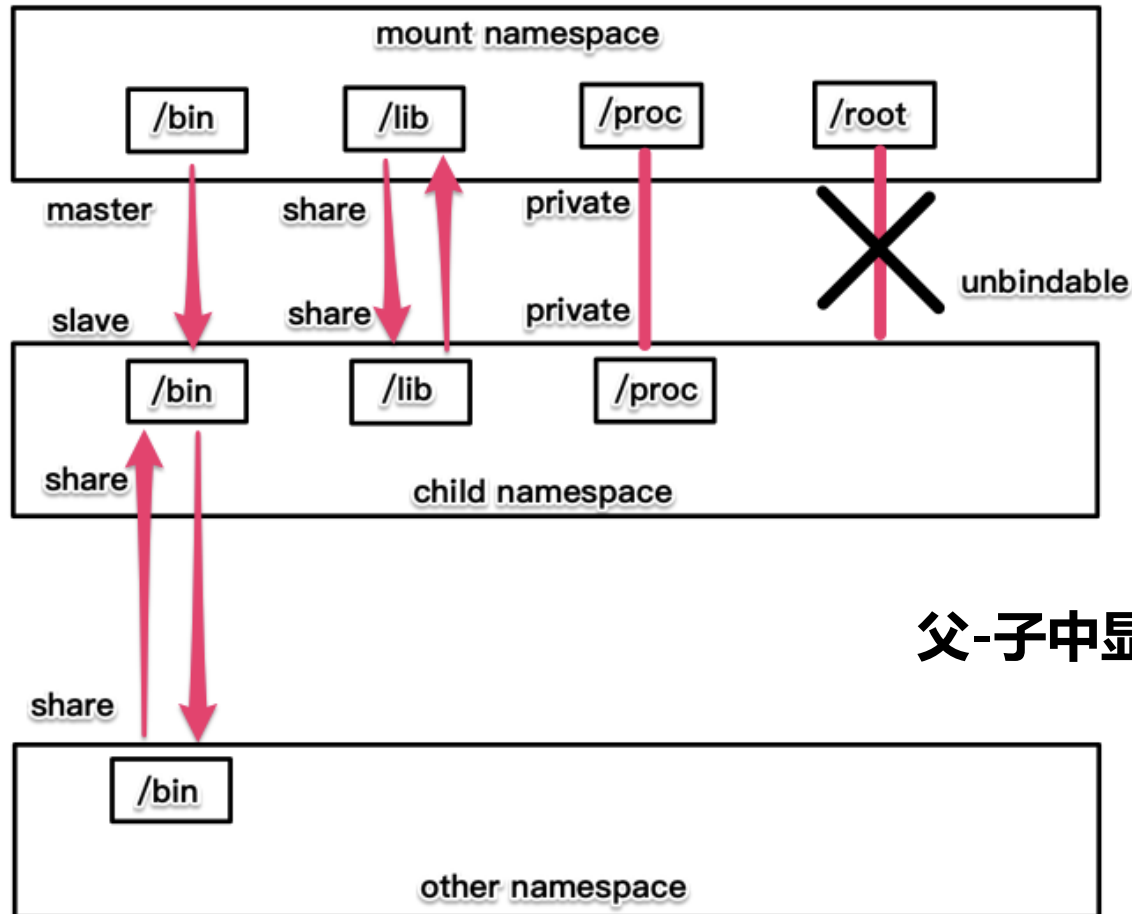 mount namespace
/bin
/lib
/proc
/root
master
share
private
unbindable
slave
share
private
/bin
/lib
/proc
share
child namespace
父-子中显
share
/bin
other namespace